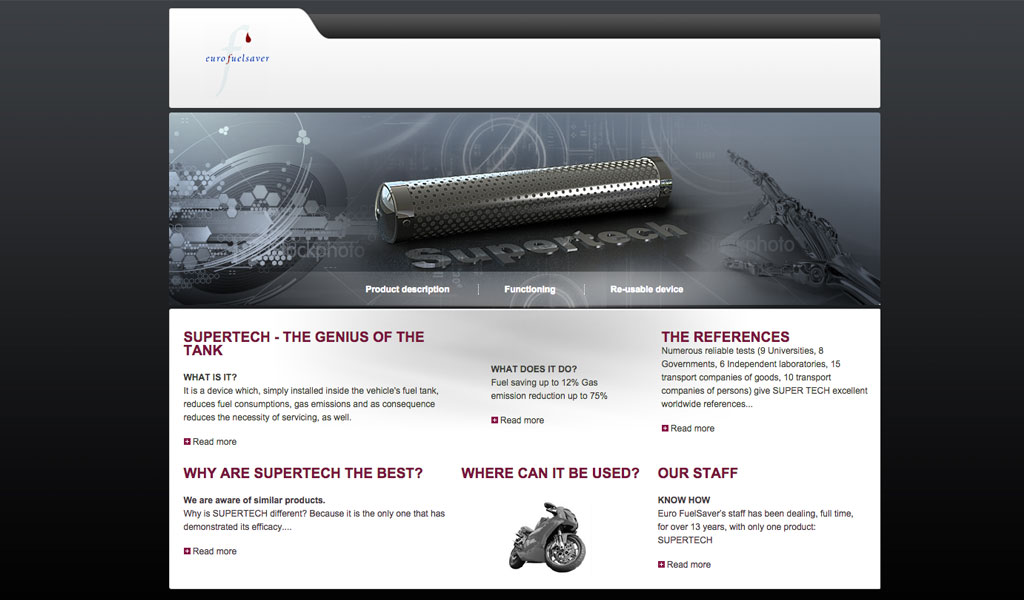 euro fuelsaver
Supertech
iStockphoto
Product description
Functioning
Re-usable device
SUPERTECH - THE GENIUS OF THE
TANK
WHAT IS IT?
It is a device which, simply installed inside the vehicle's fuel tank,
reduces fuel consumptions, gas emissions and as consequence
reduces the necessity of servicing, as well.
Read more
WHAT DOES IT DO?
Fuel saving up to 12% Gas
emission reduction up to 75%
Read more
THE REFERENCES
Numerous reliable tests (9 Universities, 8
Governments, 6 Independent laboratories, 15
transport companies of goods, 10 transport
companies of persons) give SUPER TECH excellent
worldwide references...
Read more
WHY ARE SUPERTECH THE BEST?
We are aware of similar products.
Why is SUPERTECH different? Because it is the only one that has
demonstrated its efficacy....
Read more
WHERE CAN IT BE USED?
OUR STAFF
KNOW HOW
Euro FuelSaver's staff has been dealing, full time,
for over 13 years, with only one product:
SUPERTECH
Read more